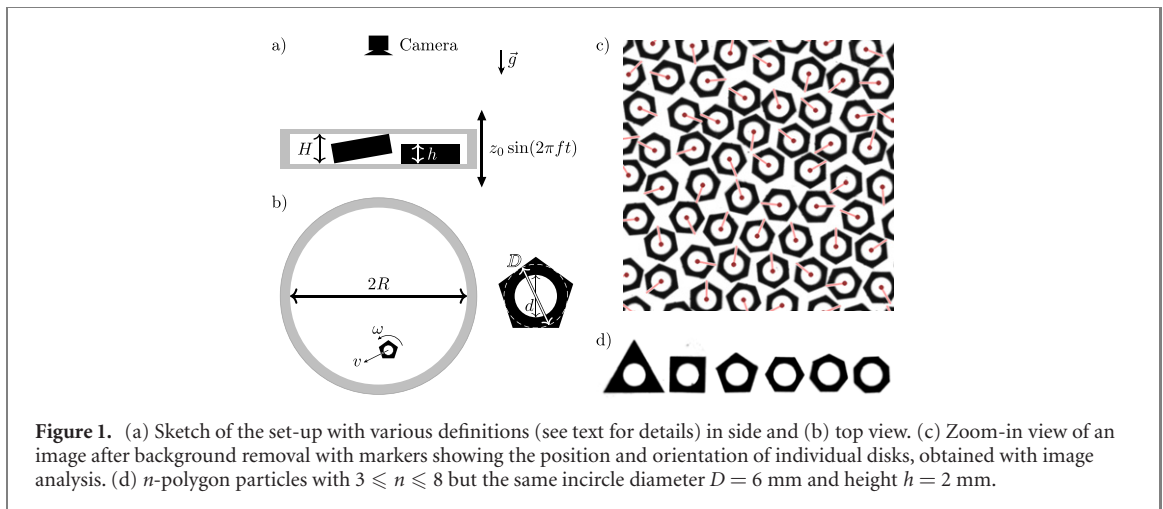 a)
Camera
g⃗
H
h
z₀ sin(2πft)
b)
2R
ω
v
𝔻
d
c)
d)
Figure 1. (a) Sketch of the set-up with various definitions (see text for details) in side and (b) top view. (c) Zoom-in view of an
image after background removal with markers showing the position and orientation of individual disks, obtained with image
analysis. (d) n-polygon particles with 3 ⩽ n ⩽ 8 but the same incircle diameter D = 6 mm and height h = 2 mm.